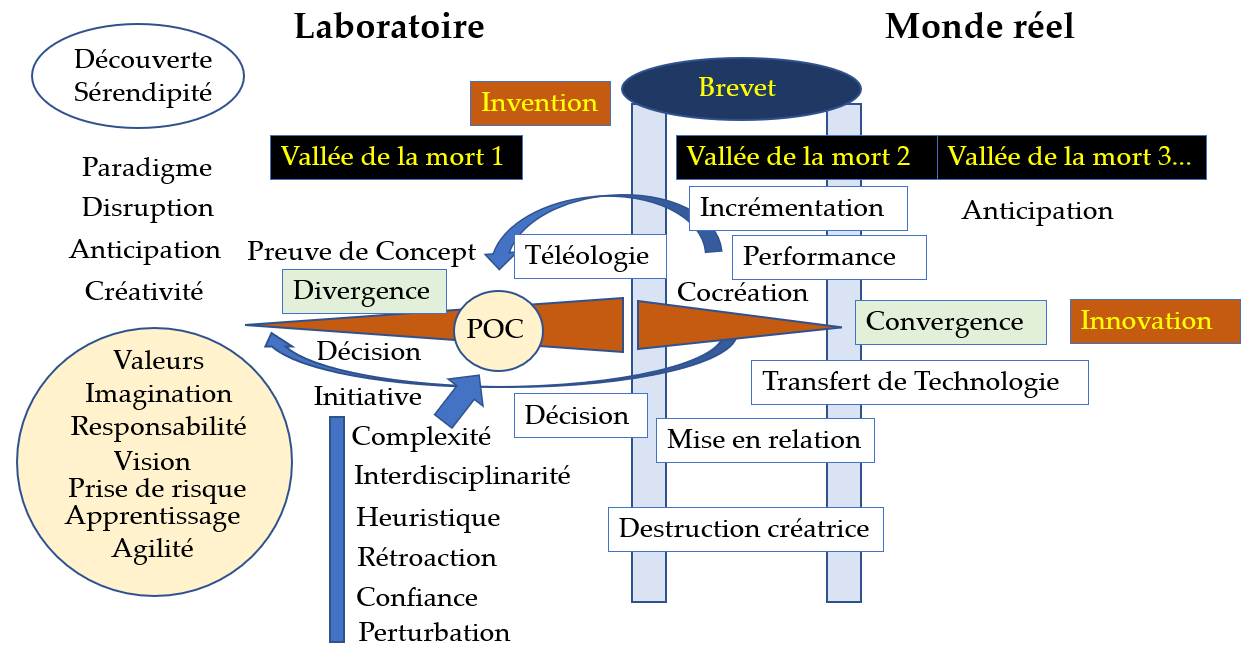 Laboratoire
Monde réel
Découverte
Sérendipité
Brevet
Invention
Vallée de la mort 1
Vallée de la mort 2
Vallée de la mort 3...
Paradigme
Disruption
Anticipation
Créativité
Incrémentation
Anticipation
Preuve de Concept
Téléologie
Performance
Divergence
Cocréation
POC
Convergence
Innovation
Décision
Transfert de Technologie
Valeurs
Imagination
Responsabilité
Vision
Prise de risque
Apprentissage
Agilité
Initiative
Décision
Complexité
Mise en relation
Interdisciplinarité
Heuristique
Destruction créatrice
Rétroaction
Confiance
Perturbation